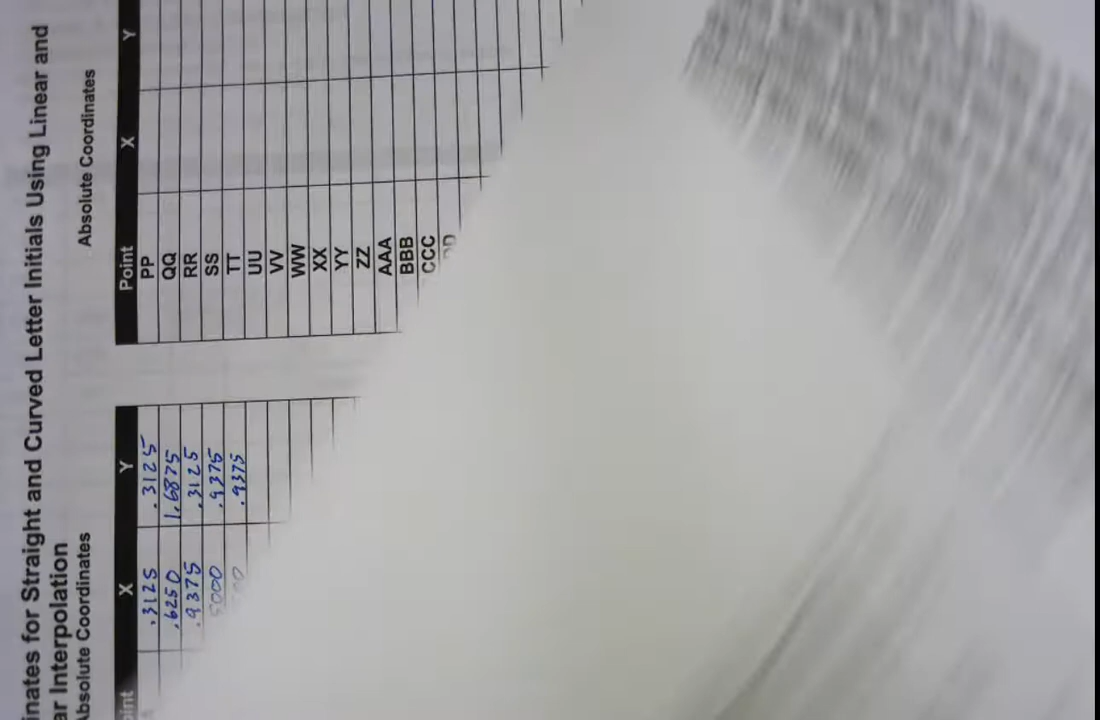 inates for Straight and Curved Letter Initials Using Linear and
ar Interpolation
Absolute Coordinates
X Y
.3125 .3125
.6250 1.6875
.9375 .3125
.9375
.9375
Absolute Coordinates
Point X Y
PP
QQ
RR
SS
TT
UU
VV
WW
XX
YY
ZZ
AAA
BBB
CCC